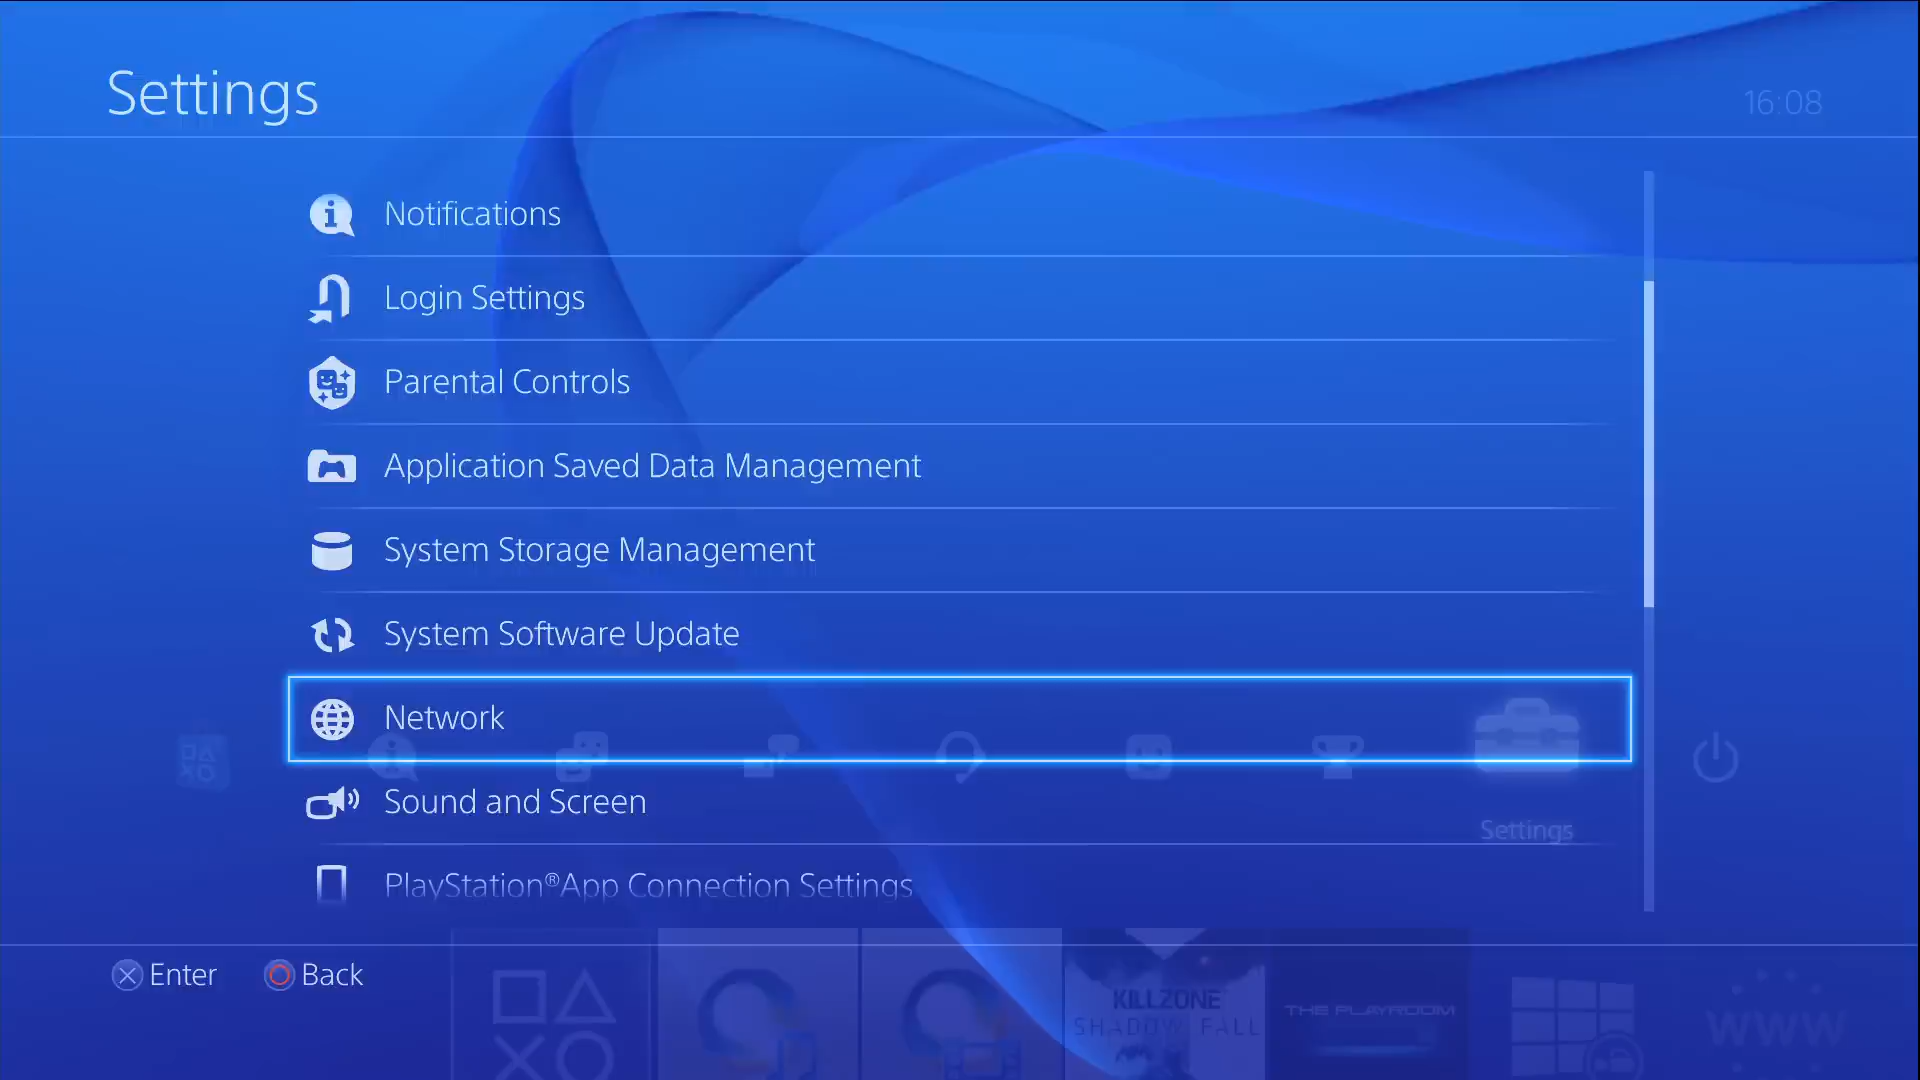 Settings
16:08
Notifications
Login Settings
Parental Controls
Application Saved Data Management
System Storage Management
System Software Update
Network
Sound and Screen
Settings
PlayStation®App Connection Settings
Enter
Back
KILLZONE
SHADOW FALL
THE PLAYROOM
WWW